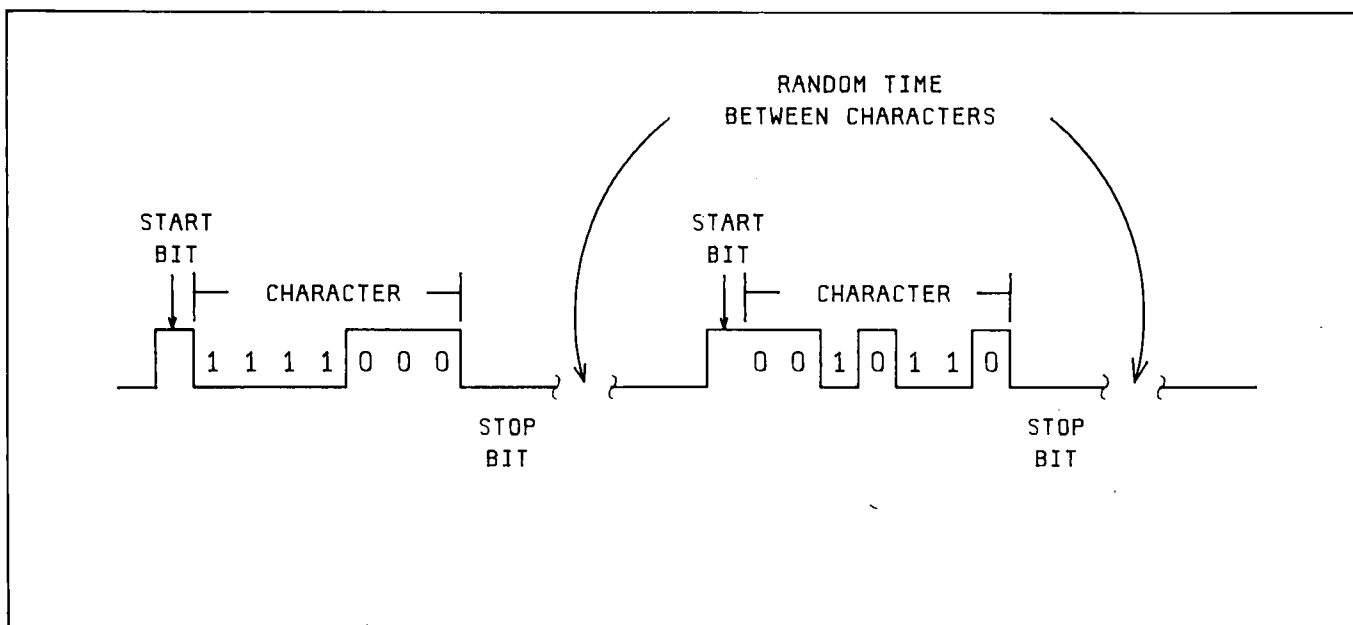 RANDOM TIME
BETWEEN CHARACTERS
START
BIT
START
BIT
CHARACTER
CHARACTER
1 1 1 1 0 0 0
0 0 1 0 1 1 0
STOP
BIT
STOP
BIT